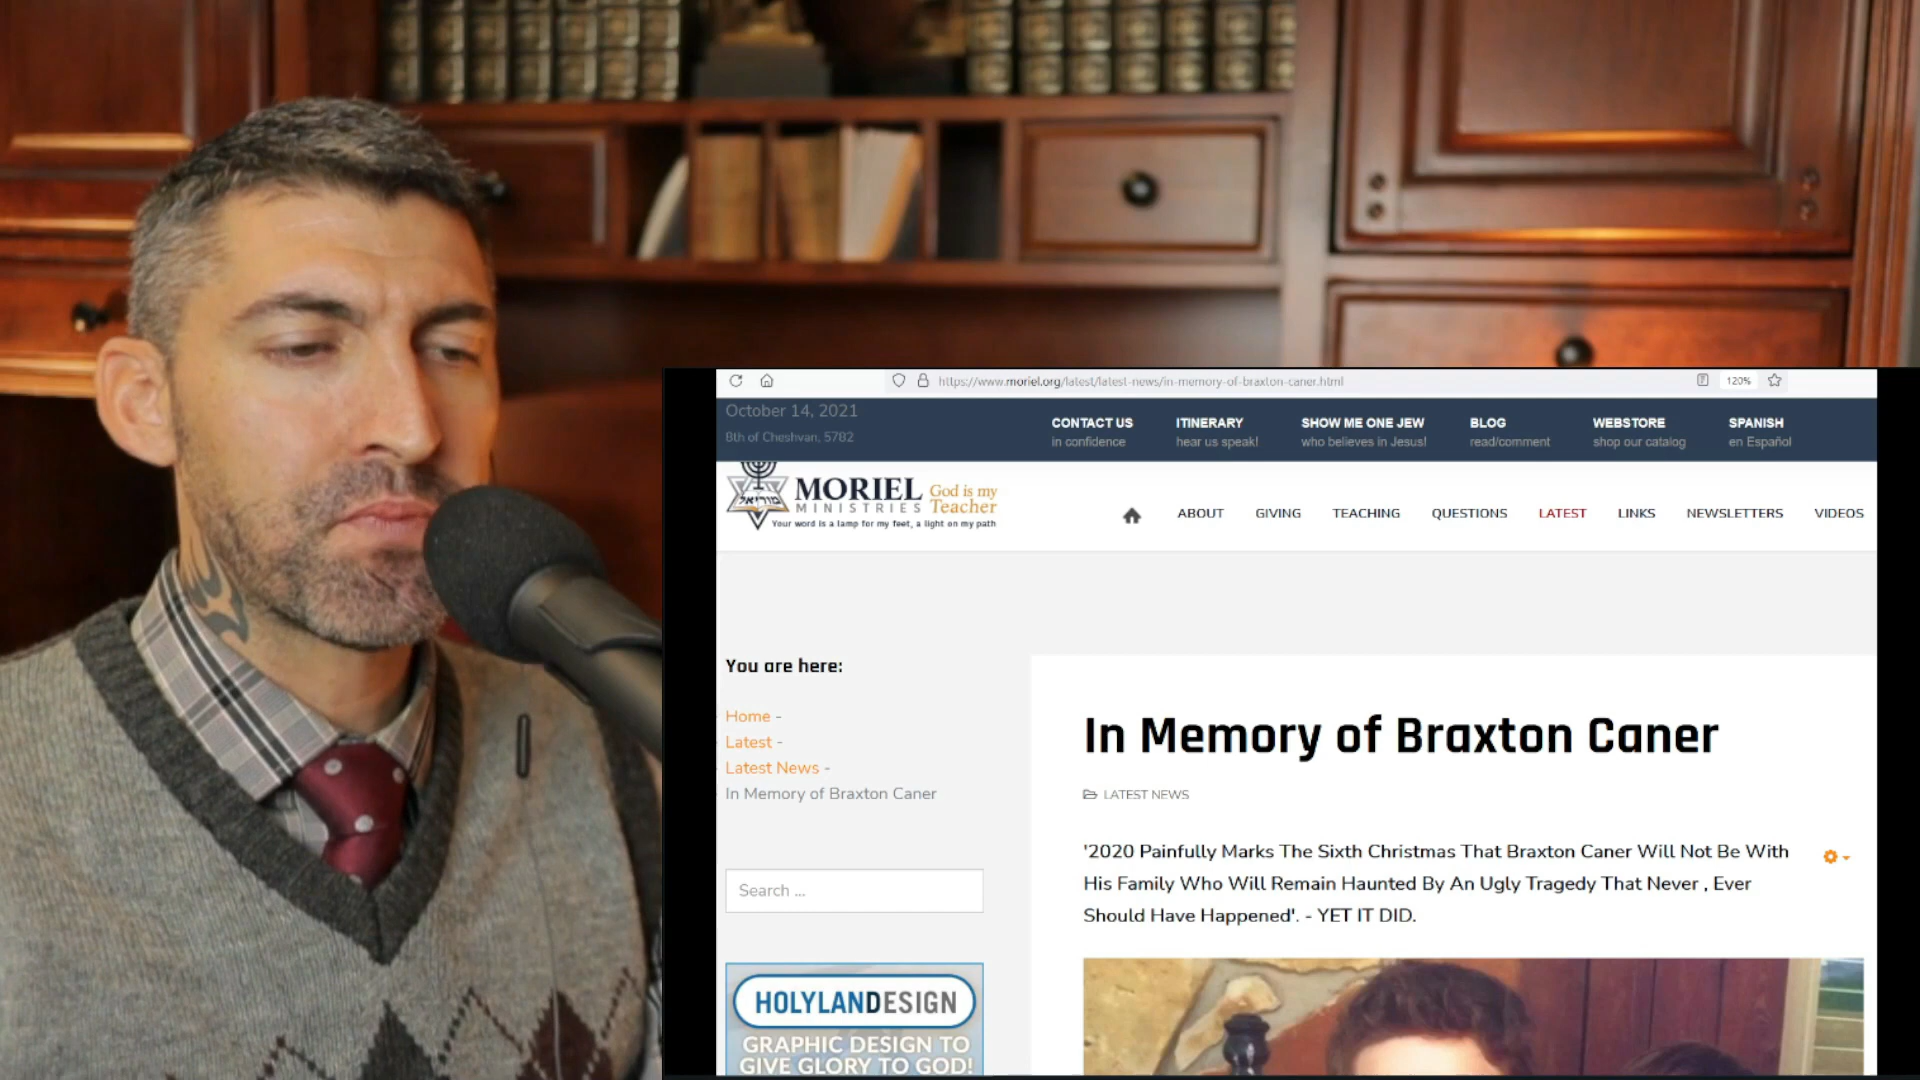 https://www.moriel.org/latest/latest-news/in-memory-of-braxton-caner.html
120%
October 14, 2021
8th of Cheshvan, 5782
CONTACT US
in confidence
ITINERARY
hear us speak!
SHOW ME ONE JEW
who believes in Jesus!
BLOG
read/comment
WEBSTORE
shop our catalog
SPANISH
en Español
מוריאל
MORIEL
MINISTRIES
God is my
Teacher
Your word is a lamp for my feet, a light on my path
ABOUT
GIVING
TEACHING
QUESTIONS
LATEST
LINKS
NEWSLETTERS
VIDEOS
You are here:
Home -
Latest -
Latest News -
In Memory of Braxton Caner
Search ...
HOLYLANDESIGN
GRAPHIC DESIGN TO
GIVE GLORY TO GOD!
In Memory of Braxton Caner
LATEST NEWS
'2020 Painfully Marks The Sixth Christmas That Braxton Caner Will Not Be With
His Family Who Will Remain Haunted By An Ugly Tragedy That Never , Ever
Should Have Happened'. - YET IT DID.